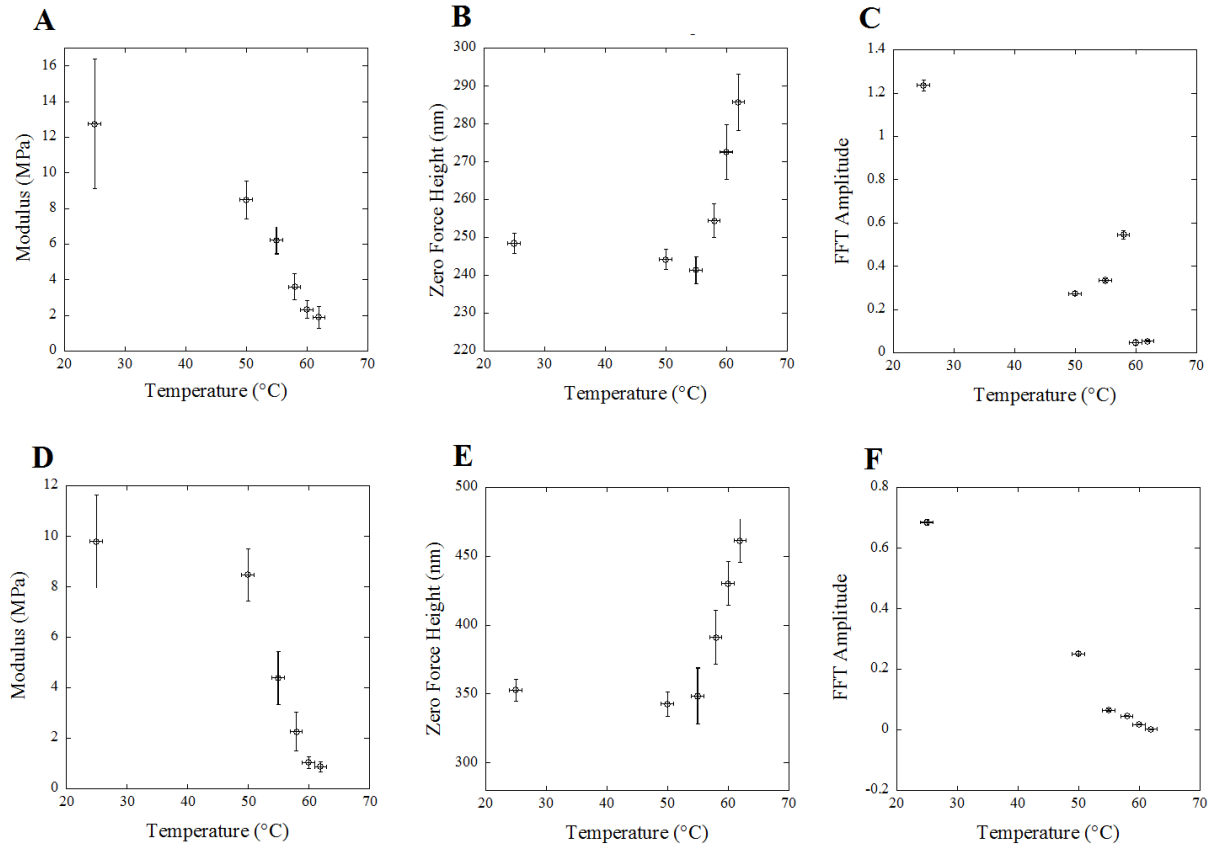 A
B
C
Modulus (MPa)
16
14
12
10
8
6
4
2
0
20 30 40 50 60 70
Temperature (°C)
Zero Force Height (nm)
300
290
280
270
260
250
240
230
220
20 30 40 50 60 70
Temperature (°C)
FFT Amplitude
1.4
1.2
1
0.8
0.6
0.4
0.2
0
20 30 40 50 60 70
Temperature (°C)
D
E
F
Modulus (MPa)
12
10
8
6
4
2
0
20 30 40 50 60 70
Temperature (°C)
Zero Force Height (nm)
500
450
400
350
300
20 30 40 50 60 70
Temperature (°C)
FFT Amplitude
0.8
0.6
0.4
0.2
0
-0.2
20 30 40 50 60 70
Temperature (°C)